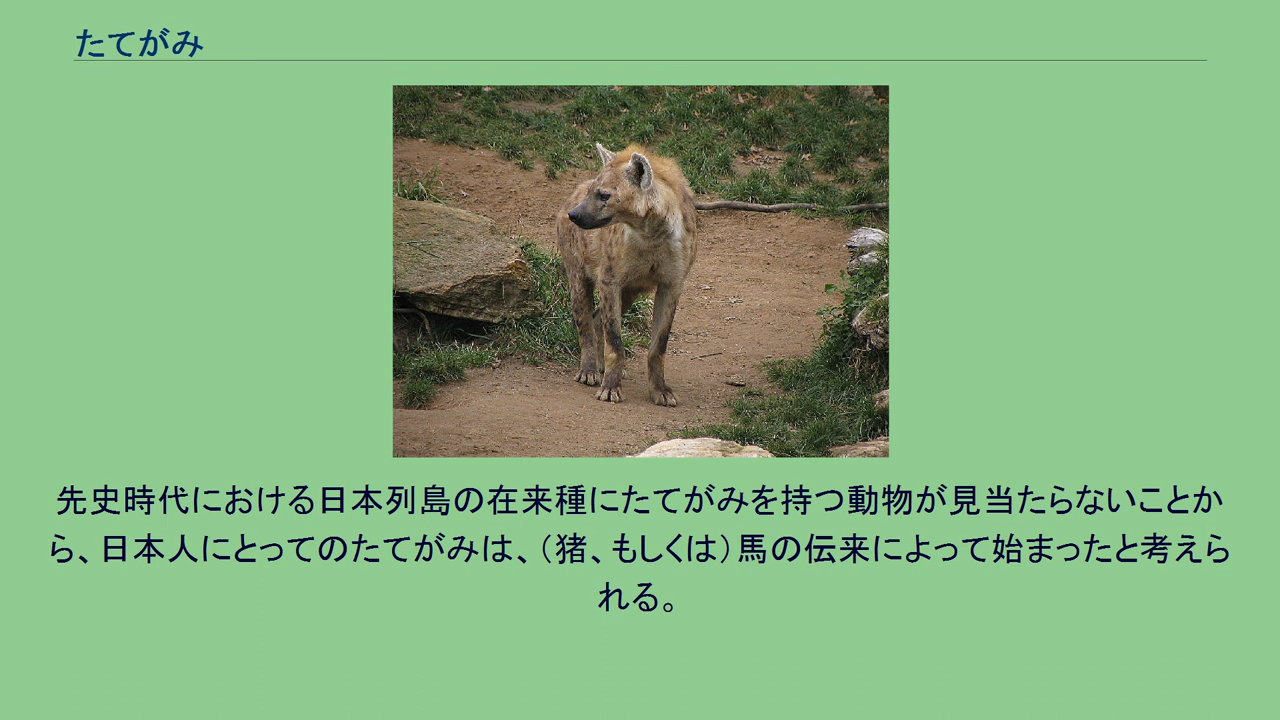 たてがみ
先史時代における日本列島の在来種にたてがみを持つ動物が見当たらないことか
ら、日本人にとってのたてがみは、（猪、もしくは）馬の伝来によって始まったと考えら
れる。